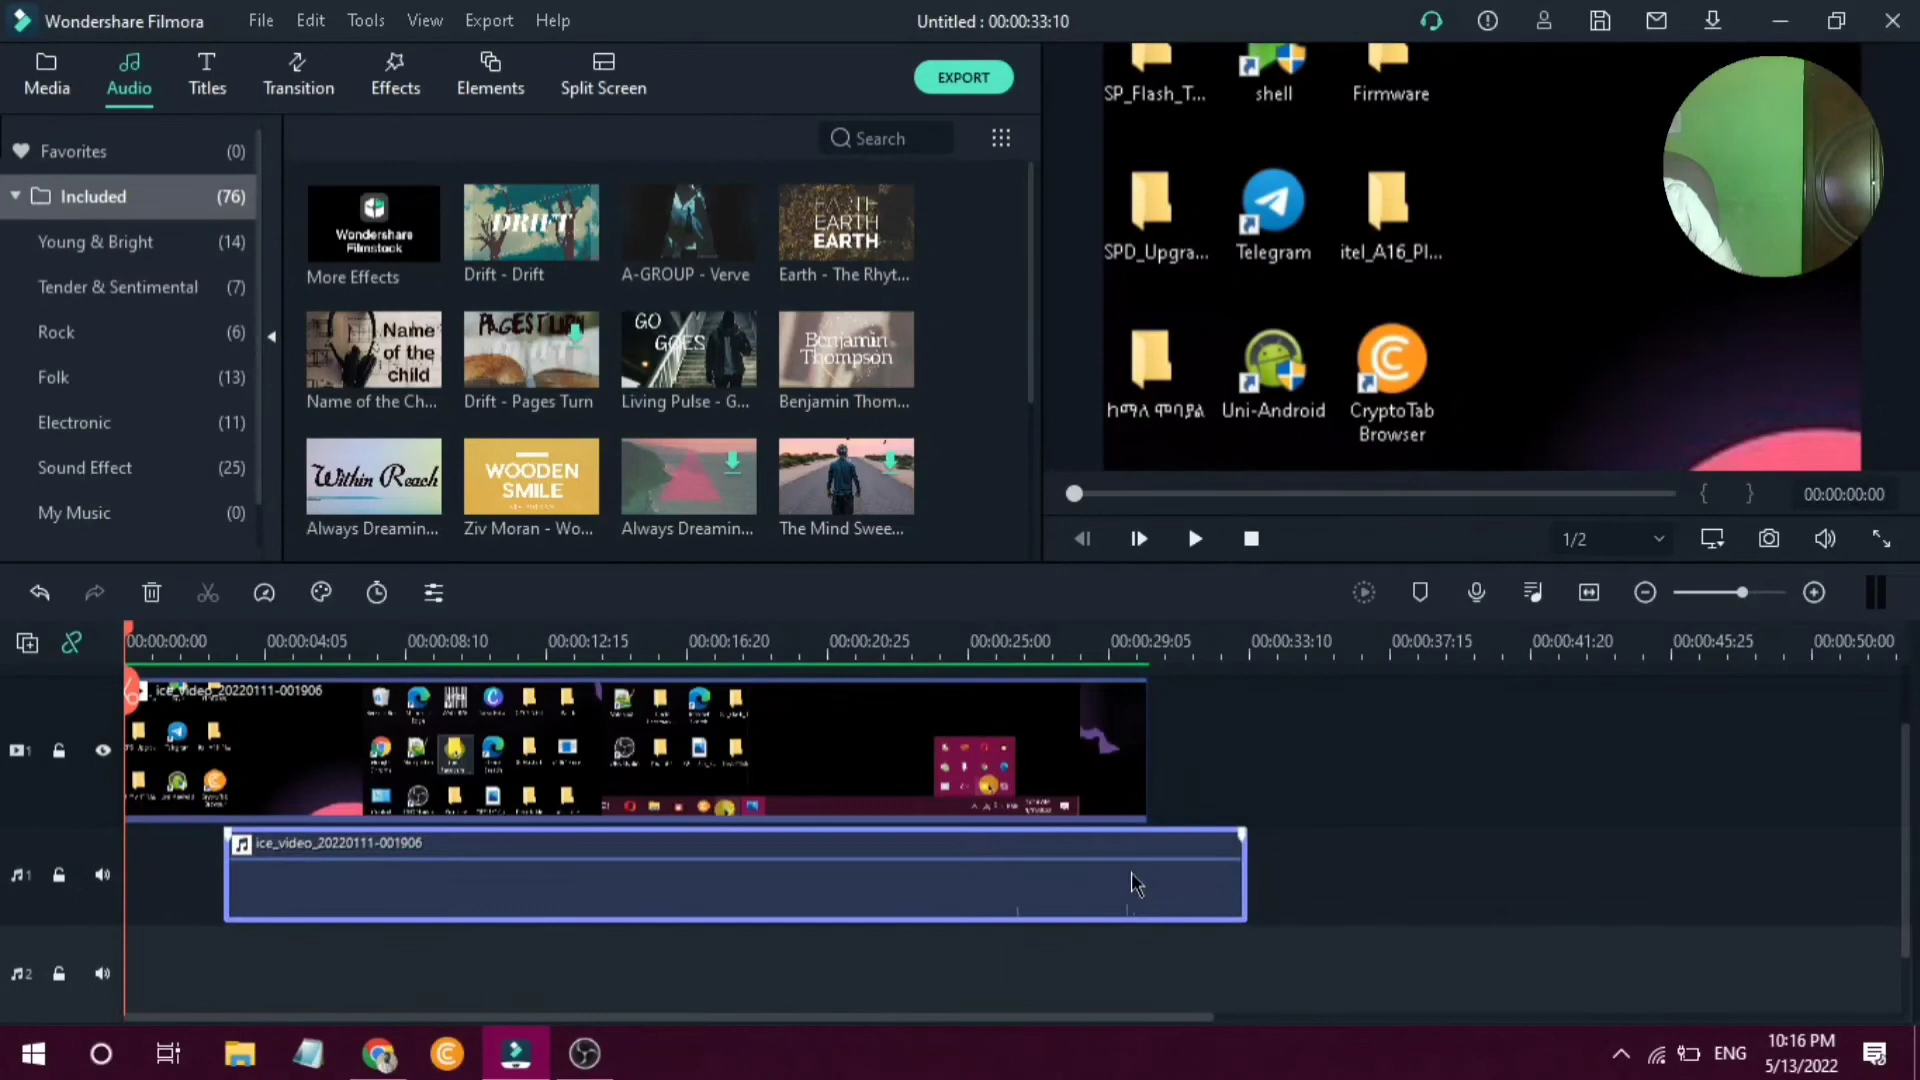 Wondershare Filmora
File Edit Tools View Export Help
Untitled : 00:00:33:10
Media
Audio
Titles
Transition
Effects
Elements
Split Screen
EXPORT
Favorites (0)
Included (76)
Young & Bright (14)
Tender & Sentimental (7)
Rock (6)
Folk (13)
Electronic (11)
Sound Effect (25)
My Music (0)
Search
Wondershare
Filmstock
More Effects
DRIFT
Drift - Drift
A-GROUP - Verve
EARTH
EARTH
Earth - The Rhyt...
Name
of the
child
Name of the Ch...
PAGES TURN
Drift - Pages Turn
GO
GOES
Living Pulse - G...
Benjamin
Thompson
Benjamin Thom...
Within Reach
Always Dreamin...
WOODEN
SMILE
Ziv Moran - Wo...
Always Dreamin...
The Mind Swee...
SP_Flash_T...
shell
Firmware
SPD_Upgra...
Telegram
itel_A16_Pl...
ከማለ ሞባያል
Uni-Android
CryptoTab
Browser
{ }
00:00:00:00
1/2
00:00:00:00
00:00:04:05
00:00:08:10
00:00:12:15
00:00:16:20
00:00:20:25
00:00:25:00
00:00:29:05
00:00:33:10
00:00:37:15
00:00:41:20
00:00:45:25
00:00:50:00
ice_video_20220111-001906
1
ice_video_20220111-001906
1
2
ENG
10:16 PM
5/13/2022